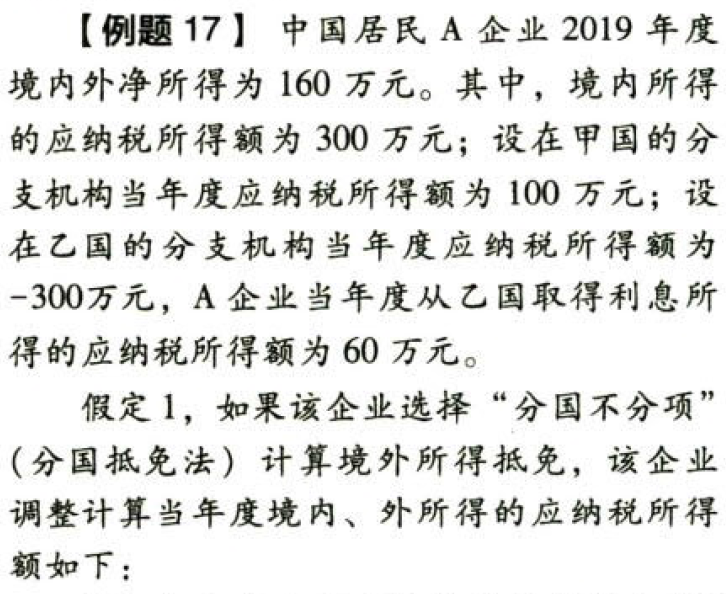 【例题 17】 中国居民 A 企业 2019 年度
境内外净所得为 160 万元。其中，境内所得
的应纳税所得额为 300 万元；设在甲国的分
支机构当年度应纳税所得额为 100 万元；设
在乙国的分支机构当年度应纳税所得额为
-300万元，A 企业当年度从乙国取得利息所
得的应纳税所得额为 60 万元。
假定 1，如果该企业选择“分国不分项”
(分国抵免法）计算境外所得抵免，该企业
调整计算当年度境内、外所得的应纳税所得
额如下：